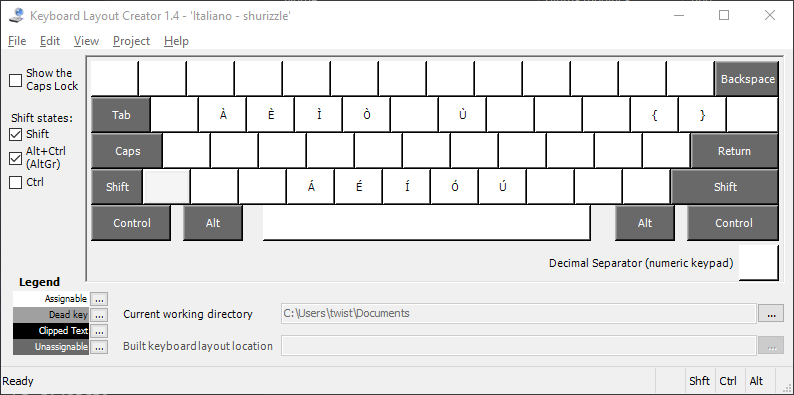 Keyboard Layout Creator 1.4 - 'Italiano - shurizzle'
File Edit View Project Help
Show the
Caps Lock
Backspace
Tab À È Ì Ò Ù { }
Shift states:
Shift
Alt+Ctrl
(AltGr)
Ctrl
Caps Return
Shift Á É Í Ó Ú Shift
Control Alt Alt Control
Decimal Separator (numeric keypad)
Legend
Assignable ...
Dead key ...
Clipped Text ...
Unassignable ...
Current working directory C:\Users\twist\Documents ...
Built keyboard layout location ...
Ready Shft Ctrl Alt